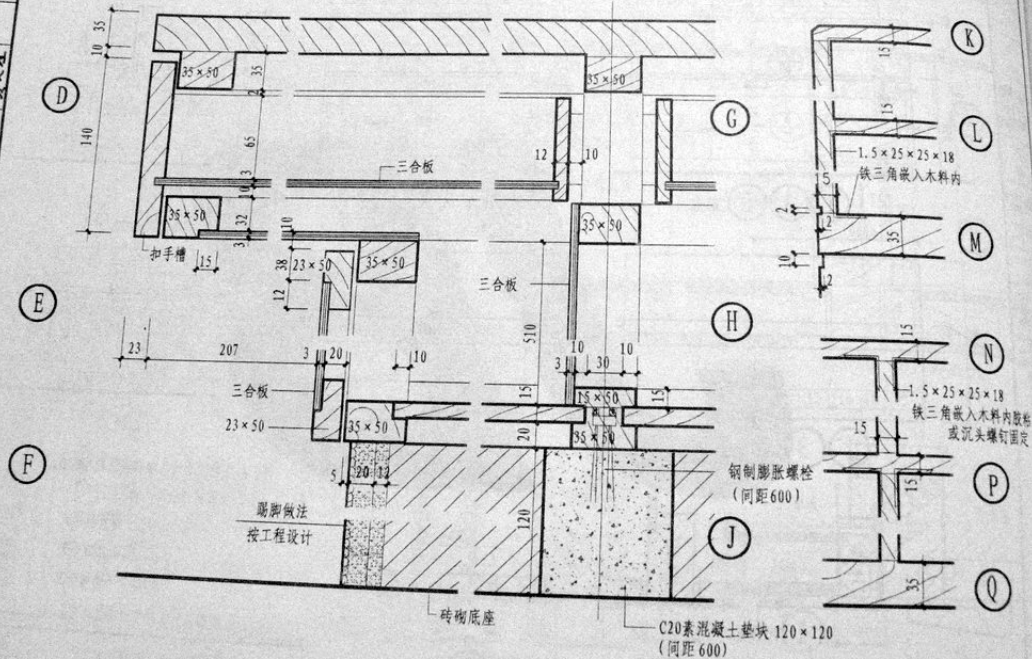 35
10
D
140
35×50
35
2
65
3
10
三合板
35×50
32
3
10
扣手槽
15
35×50
12
10
G
35×50
K
15
15
L
1.5×25×25×18
铁三角嵌入木料内
5
2
2
35
M
10
2
E
38
23×50
35×50
12
三合板
510
H
23
207
3
20
10
三合板
23×50
35×50
15
20
3
10
30
10
15
15×50
35×50
N
15
1.5×25×25×18
铁三角嵌入木料内胶粘
或沉头螺钉固定
15
P
15
F
5
20
12
踢脚做法
按工程设计
120
钢制膨胀螺栓
(间距600)
J
35
Q
砖砌底座
C20素混凝土垫块 120×120
(间距600)